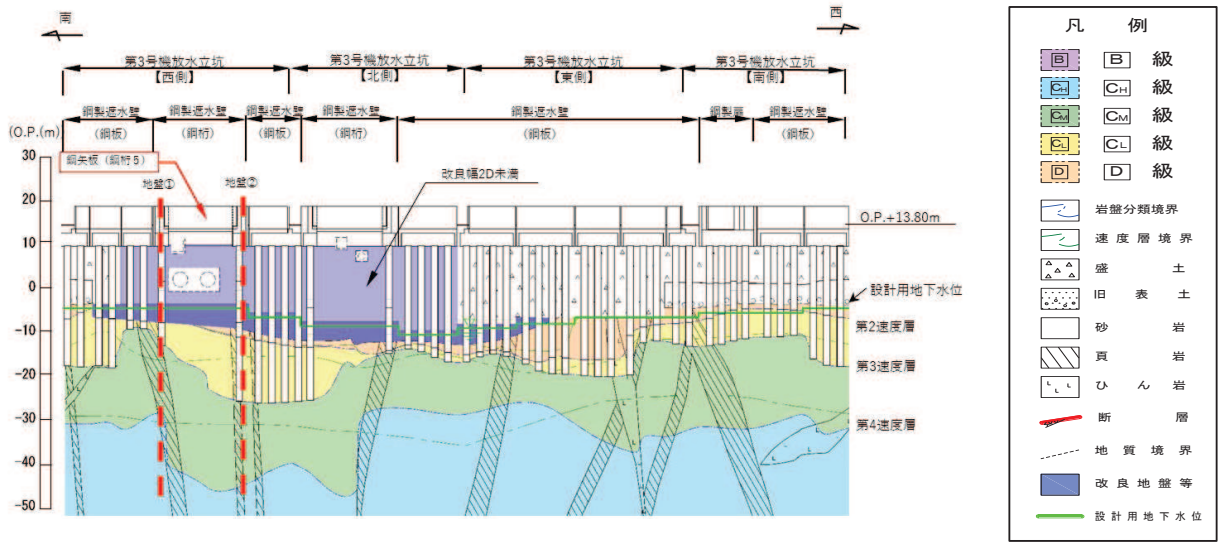 南
西
第3号機放水立坑
【西側】
第3号機放水立坑
【北側】
第3号機放水立坑
【東側】
第3号機放水立坑
【南側】
鋼製遮水壁
(鋼板)
鋼製遮水壁
(鋼桁)
鋼製遮水壁
(鋼板)
鋼製遮水壁
(鋼桁)
鋼製遮水壁
(鋼板)
鋼製扉
鋼製遮水壁
(鋼板)
(O.P.(m)
30
20
10
0
-10
-20
-30
-40
-50
鋼矢板（鋼桁５）
地壁①
地壁②
改良幅2D未満
O.P.+13.80m
設計用地下水位
第2速度層
第3速度層
第4速度層
凡 例
B B 級
CH CH 級
CM CM 級
CL CL 級
D D 級
岩盤分類境界
速度層境界
盛土
旧表土
砂岩
頁岩
ひん岩
断層
地質境界
改良地盤等
設計用地下水位